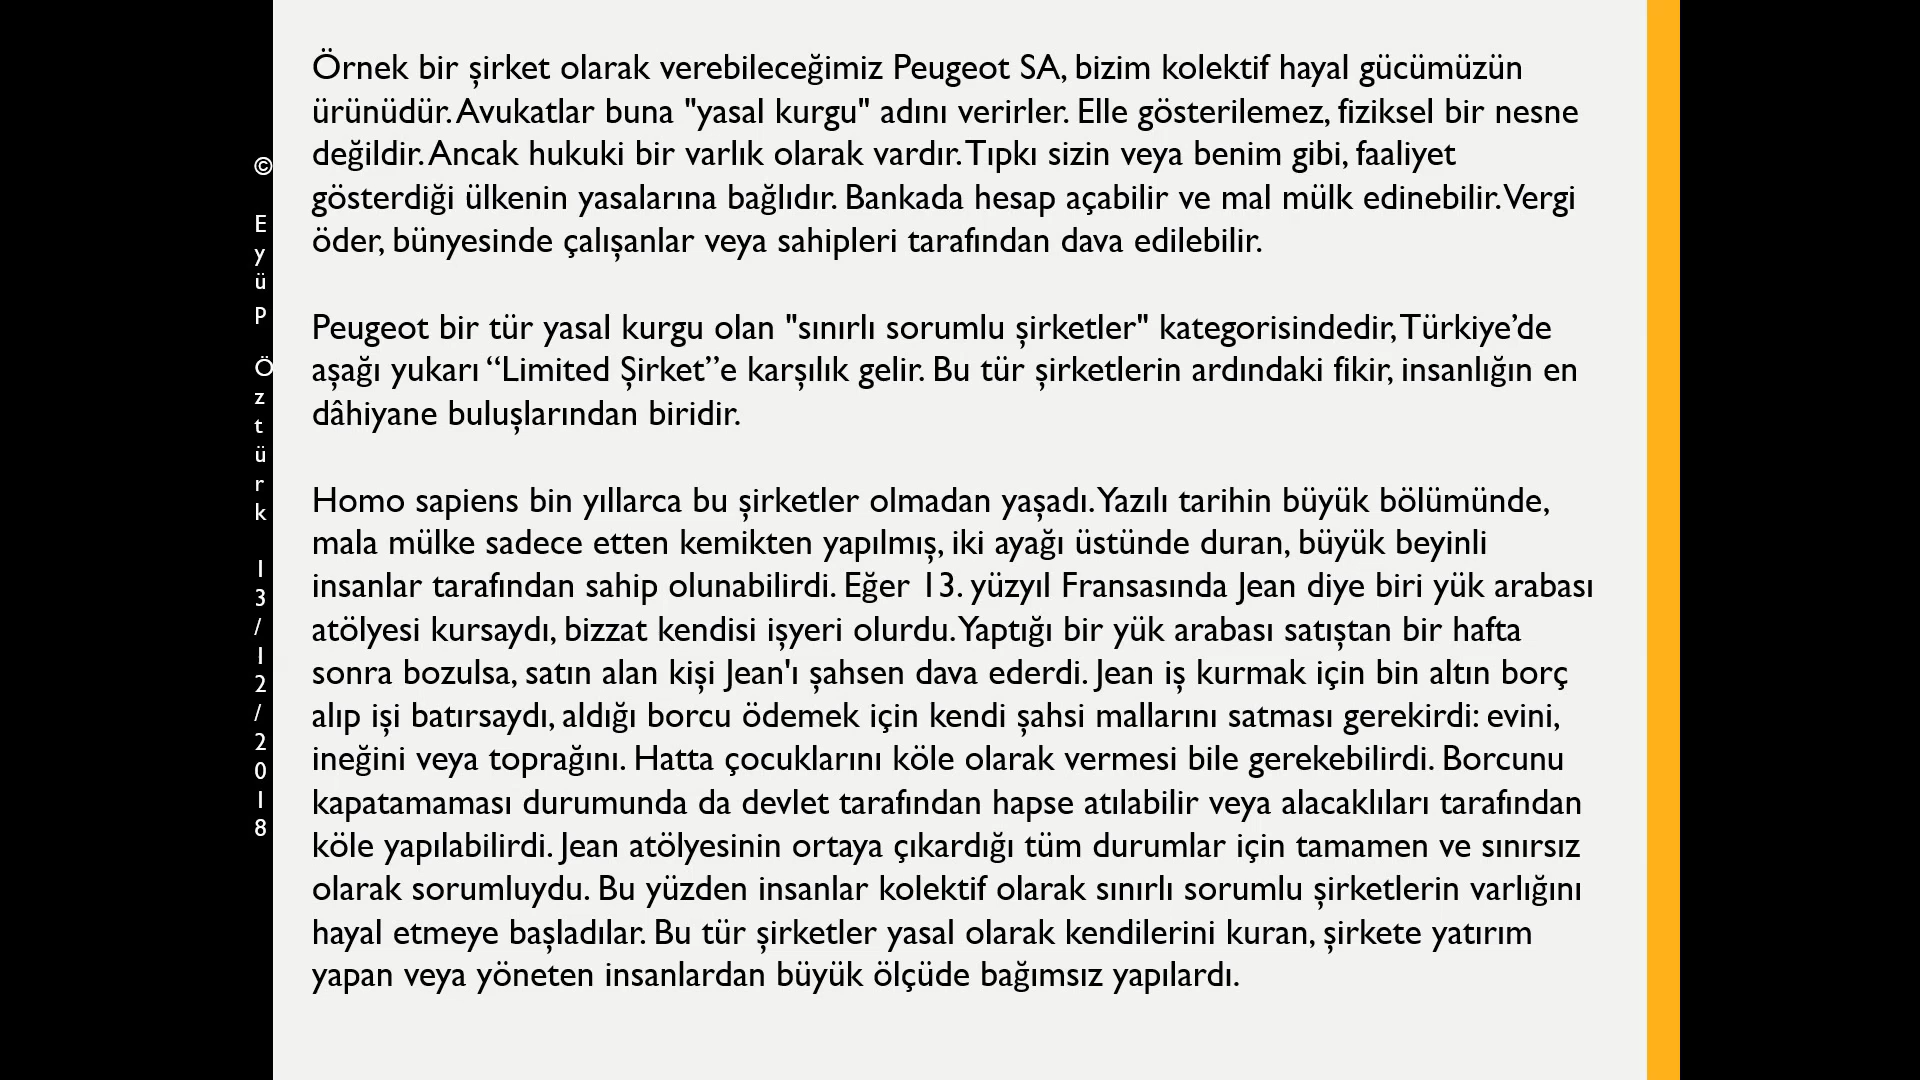 Örnek bir şirket olarak verebileceğimiz Peugeot SA, bizim kolektif hayal gücümüzün
ürünüdür. Avukatlar buna "yasal kurgu" adını verirler. Elle gösterilemez, fiziksel bir nesne
değildir. Ancak hukuki bir varlık olarak vardır. Tıpkı sizin veya benim gibi, faaliyet
gösterdiği ülkenin yasalarına bağlıdır. Bankada hesap açabilir ve mal mülk edinebilir. Vergi
öder, bünyesinde çalışanlar veya sahipleri tarafından dava edilebilir.
Peugeot bir tür yasal kurgu olan "sınırlı sorumlu şirketler" kategorisindedir, Türkiye’de
aşağı yukarı “Limited Şirket”e karşılık gelir. Bu tür şirketlerin ardındaki fikir, insanlığın en
dâhiyane buluşlarından biridir.
Homo sapiens bin yıllarca bu şirketler olmadan yaşadı. Yazılı tarihin büyük bölümünde,
mala mülke sadece etten kemikten yapılmış, iki ayağı üstünde duran, büyük beyinli
insanlar tarafından sahip olunabilirdi. Eğer 13. yüzyıl Fransasında Jean diye biri yük arabası
atölyesi kursaydı, bizzat kendisi işyeri olurdu. Yaptığı bir yük arabası satıştan bir hafta
sonra bozulsa, satın alan kişi Jean'ı şahsen dava ederdi. Jean iş kurmak için bin altın borç
alıp işi batırsaydı, aldığı borcu ödemek için kendi şahsi mallarını satması gerekirdi: evini,
ineğini veya toprağını. Hatta çocuklarını köle olarak vermesi bile gerekebilirdi. Borcunu
kapatamaması durumunda da devlet tarafından hapse atılabilir veya alacaklıları tarafından
köle yapılabilirdi. Jean atölyesinin ortaya çıkardığı tüm durumlar için tamamen ve sınırsız
olarak sorumluydu. Bu yüzden insanlar kolektif olarak sınırlı sorumlu şirketlerin varlığını
hayal etmeye başladılar. Bu tür şirketler yasal olarak kendilerini kuran, şirkete yatırım
yapan veya yöneten insanlardan büyük ölçüde bağımsız yapılardı.
© Eyüp Öztürk 13/12/2018